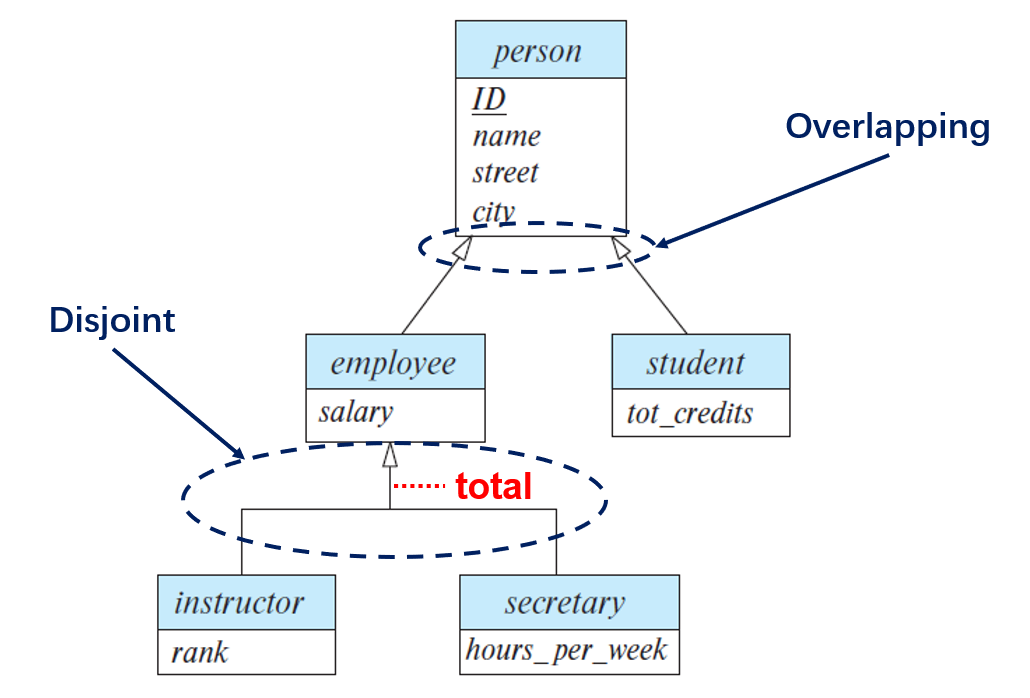 person
ID
name
street
city
Overlapping
Disjoint
employee
salary
student
tot_credits
total
instructor
rank
secretary
hours_per_week